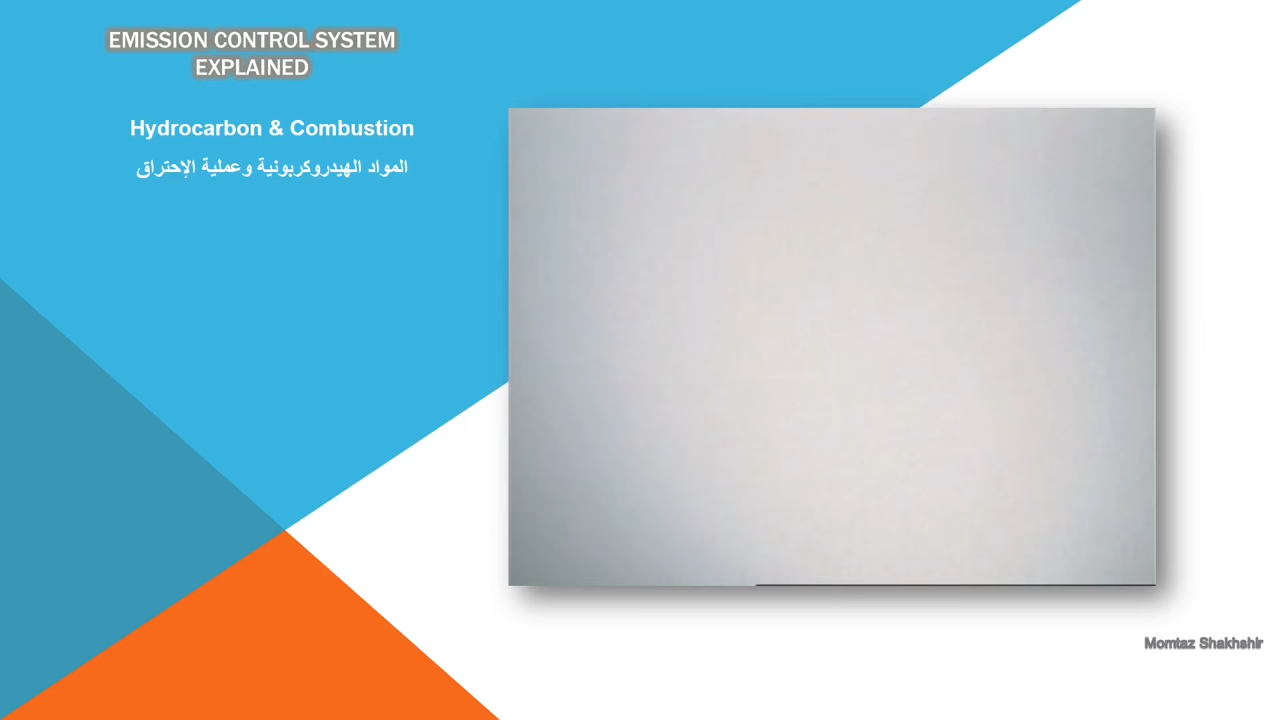 EMISSION CONTROL SYSTEM
EXPLAINED
Hydrocarbon & Combustion
المواد الهيدروكربونية وعملية الإحتراق
Momtaz Shakhshir